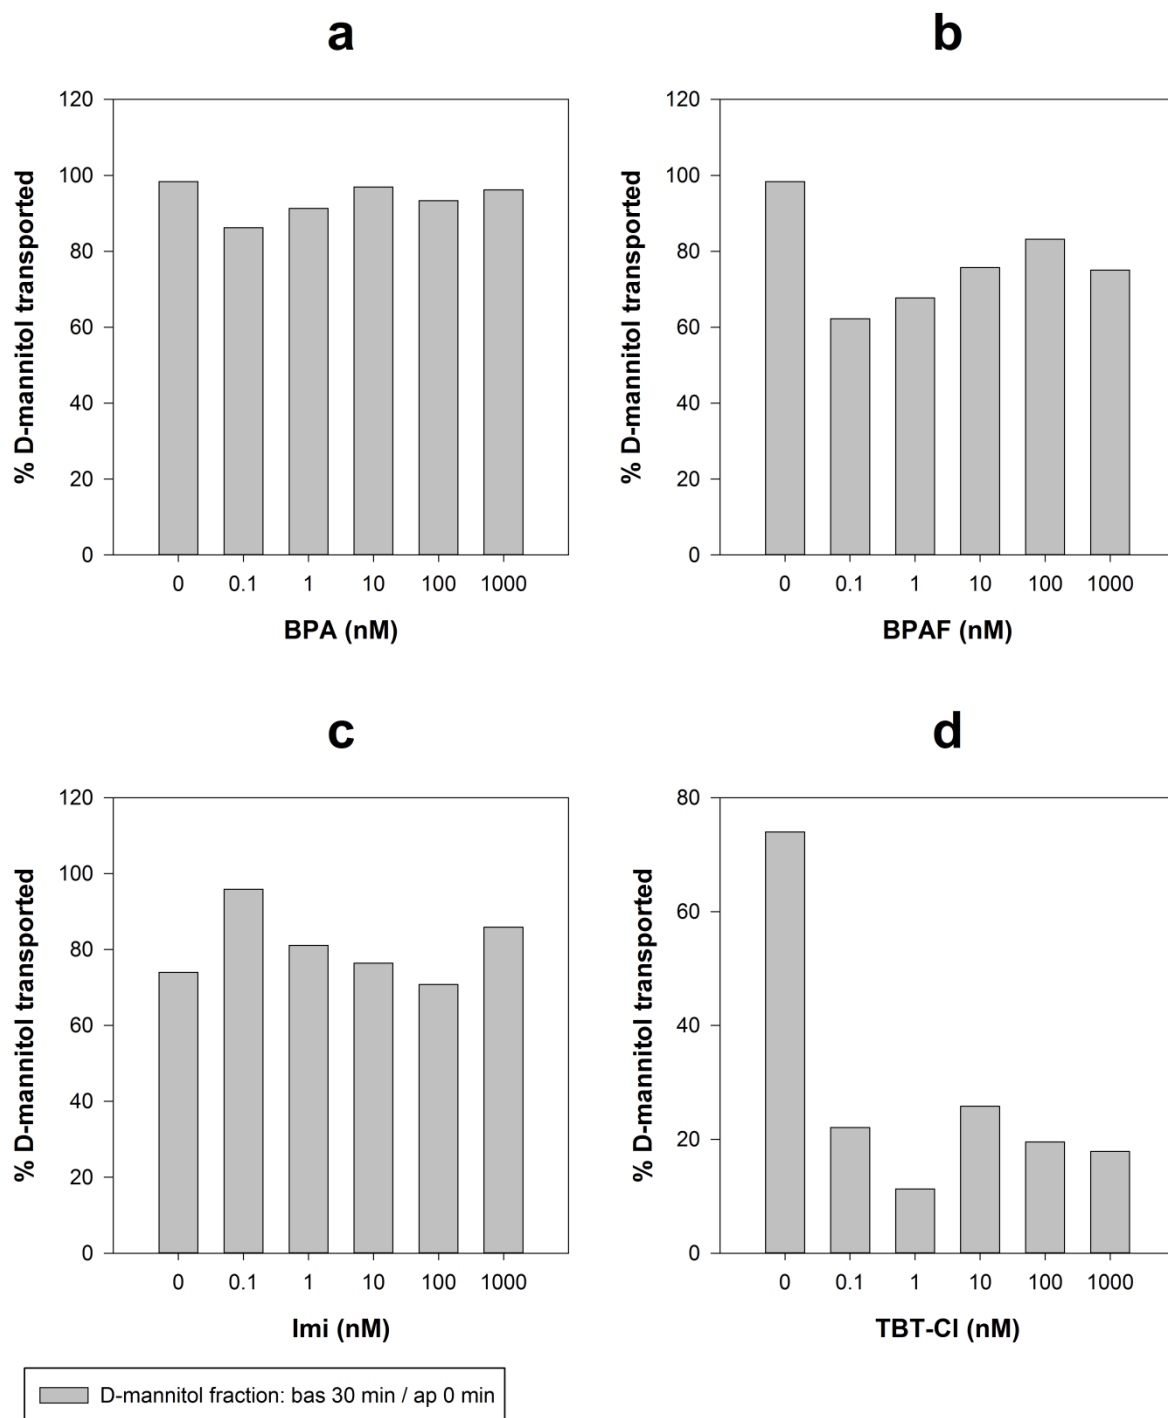 a
b
% D-mannitol transported
120
100
80
60
40
20
0
0 0.1 1 10 100 1000
BPA (nM)
% D-mannitol transported
120
100
80
60
40
20
0
0 0.1 1 10 100 1000
BPAF (nM)
c
d
% D-mannitol transported
120
100
80
60
40
20
0
0 0.1 1 10 100 1000
Imi (nM)
% D-mannitol transported
80
60
40
20
0
0 0.1 1 10 100 1000
TBT-Cl (nM)
D-mannitol fraction: bas 30 min / ap 0 min